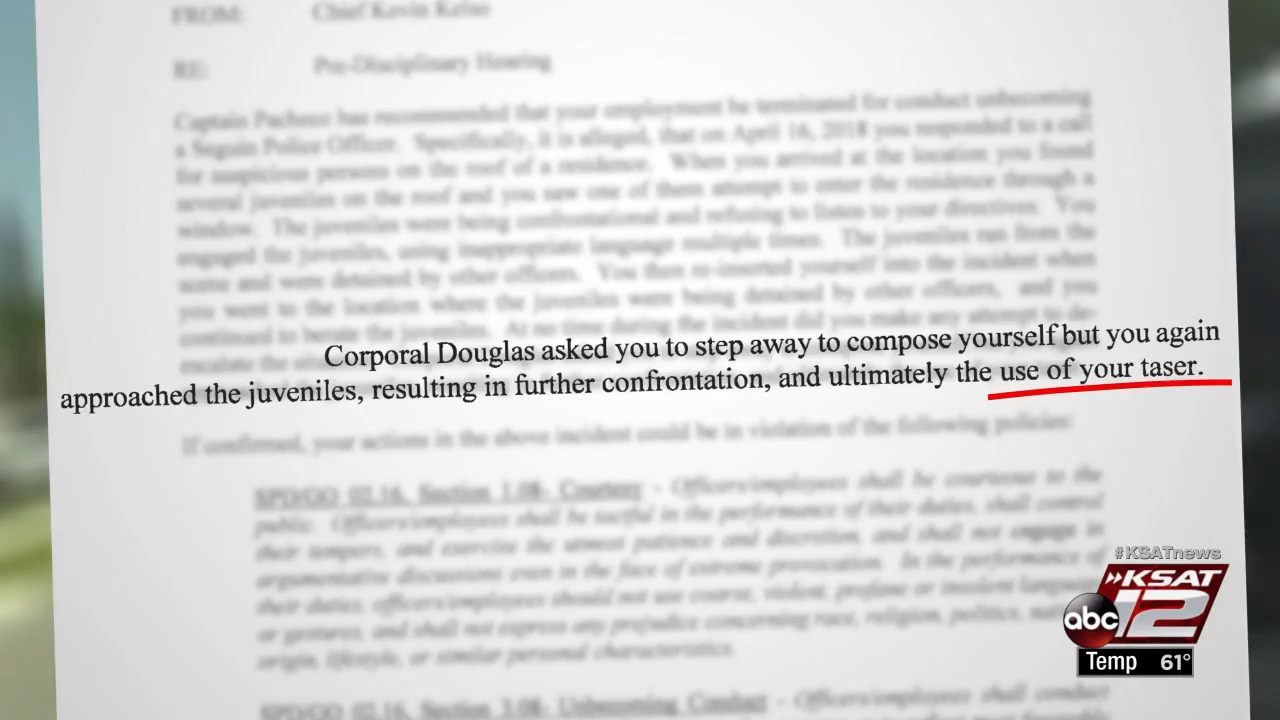 FROM: Chief Kevin Kelso
RE: Pre-Disciplinary Hearing
Captain Pacheco has recommended that your employment be terminated for conduct unbecoming
a Seguin Police Officer. Specifically, it is alleged, that on April 16, 2018 you responded to a call
for suspicious persons on the roof of a residence. When you arrived at the location you found
several juveniles on the roof and you saw one of them attempt to enter the residence through a
window. The juveniles were being confrontational and refusing to listen to your directives. You
engaged the juveniles, using inappropriate language multiple times. The juveniles ran from the
scene and were detained by other officers. You then re-inserted yourself into the incident when
you went to the location where the juveniles were being detained by other officers, and you
continued to berate the juveniles. At no time during the incident did you make any attempt to de-
escalate the
Corporal Douglas asked you to step away to compose yourself but you again
approached the juveniles, resulting in further confrontation, and ultimately the use of your taser.
If confirmed, your actions in the above incident could be in violation of the following policies:
SPD/GO 02.16, Section 1.08- Courtesy - Officers/employees shall be courteous to the
public. Officers/employees shall be tactful in the performance of their duties, shall control
their tempers, and exercise the utmost patience and discretion, and shall not engage in
argumentative discussions even in the face of extreme provocation. In the performance of
their duties, employees should not use coarse, violent, profane or insolent language
or gestures, and shall not express any prejudice concerning race, religion, politics,
origin, lifestyle or similar personal characteristics.
SPD/GO 02.16, Section 3.08- Unbecoming Conduct - Officers/employees shall conduct
#KSATnews
KSAT
abc 12
Temp 61°